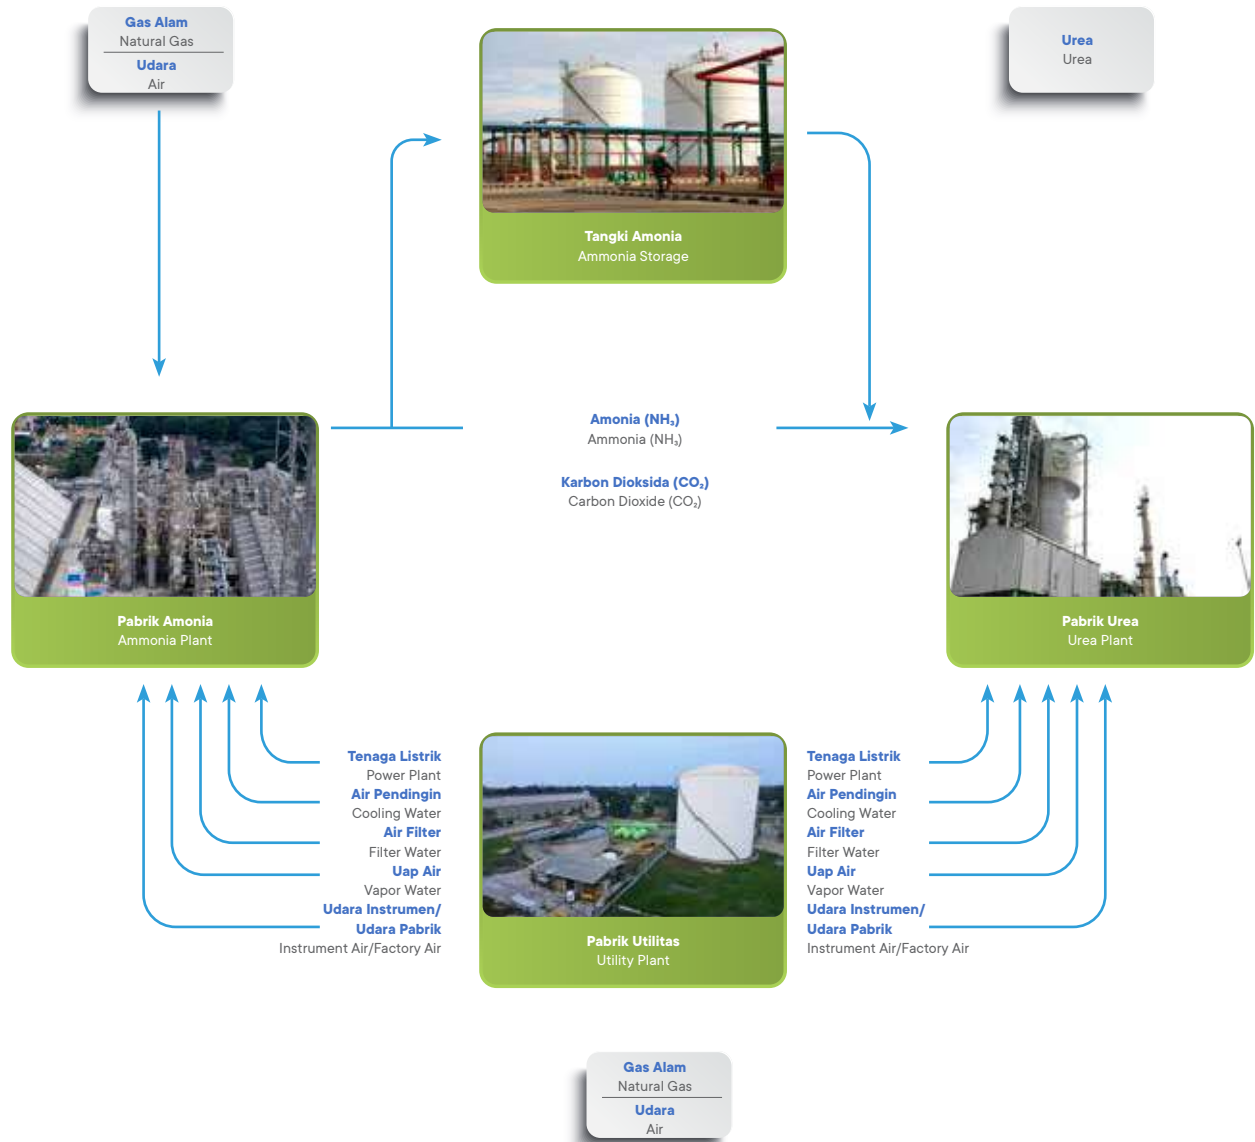 Gas Alam
Natural Gas
Udara
Air
Urea
Urea
Tangki Amonia
Ammonia Storage
Amonia (NH₃)
Ammonia (NH₃)
Karbon Dioksida (CO₂)
Carbon Dioxide (CO₂)
Pabrik Amonia
Ammonia Plant
Pabrik Urea
Urea Plant
Tenaga Listrik
Power Plant
Air Pendingin
Cooling Water
Air Filter
Filter Water
Uap Air
Vapor Water
Udara Instrumen/
Udara Pabrik
Instrument Air/Factory Air
Pabrik Utilitas
Utility Plant
Tenaga Listrik
Power Plant
Air Pendingin
Cooling Water
Air Filter
Filter Water
Uap Air
Vapor Water
Udara Instrumen/
Udara Pabrik
Instrument Air/Factory Air
Gas Alam
Natural Gas
Udara
Air